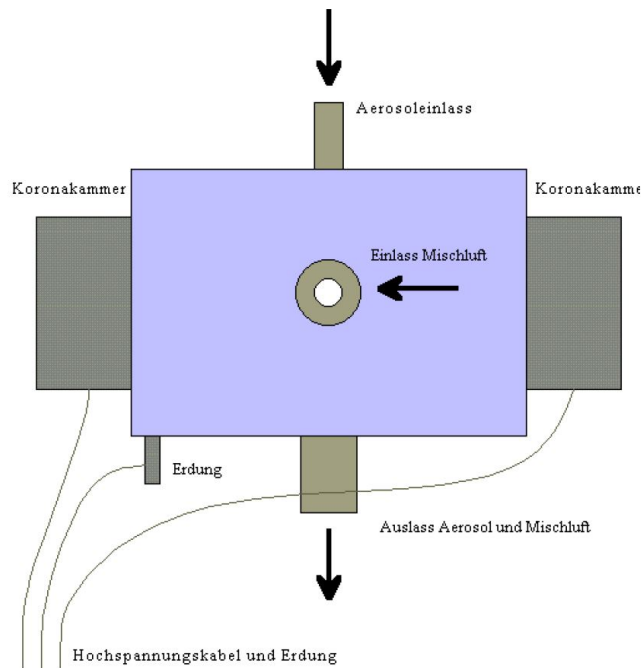 Aerosoleinlass
Koronakammer
Koronakamme
Einlass Mischluft
Erdung
Auslass Aerosol und Mischluft
Hochspannungskabel und Erdung